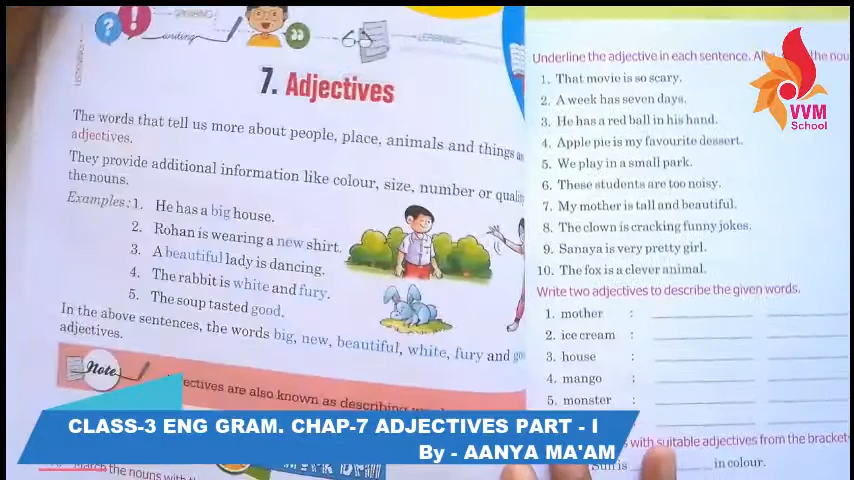 writing
LEARNING
7. Adjectives
The words that tell us more about people, place, animals and things
adjectives.
They provide additional information like colour, size, number or
the nouns.
Examples : 1. He has a big house.
2. Rohan is wearing a new shirt.
3. A beautiful lady is dancing.
4. The rabbit is white and furry.
5. The soup tasted good.
In the above sentences, the words big, new, beautiful, white, fury and
adjectives.
Note
are also known as describing
Match the nouns with
Underline the adjective in each sentence.
1. That movie is so scary.
2. A week has seven days.
3. He has a red ball in his hand.
4. Apple pie is my favourite dessert.
5. We play in a small park.
6. These students are too noisy.
7. My mother is tall and beautiful.
8. The clown is cracking funny jokes.
9. Sanaya is very pretty girl.
10. The fox is a clever animal.
Write two adjectives to describe the given words.
1. mother :
2. ice cream :
3. house :
4. mango :
5. monster :
with suitable adjectives from the bracket
Sun is in colour.
VVM
School
CLASS-3 ENG GRAM. CHAP-7 ADJECTIVES PART - I
By - AANYA MA'AM